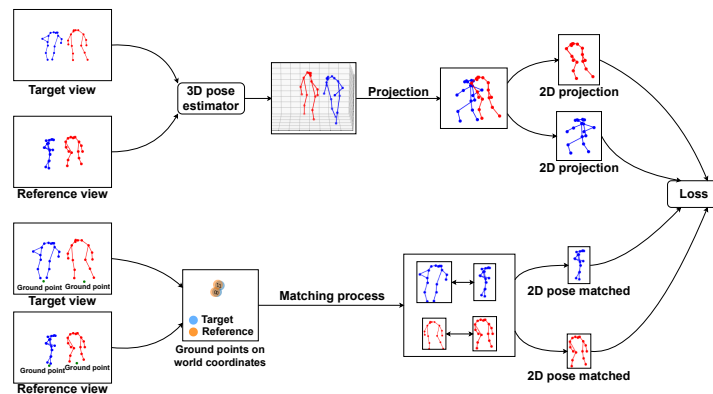 Target view
Reference view
3D pose
estimator
Projection
2D projection
2D projection
Loss
Ground point
Ground point
Target view
Ground point
Ground point
Reference view
Target
Reference
Ground points on
world coordinates
Matching process
2D pose matched
2D pose matched